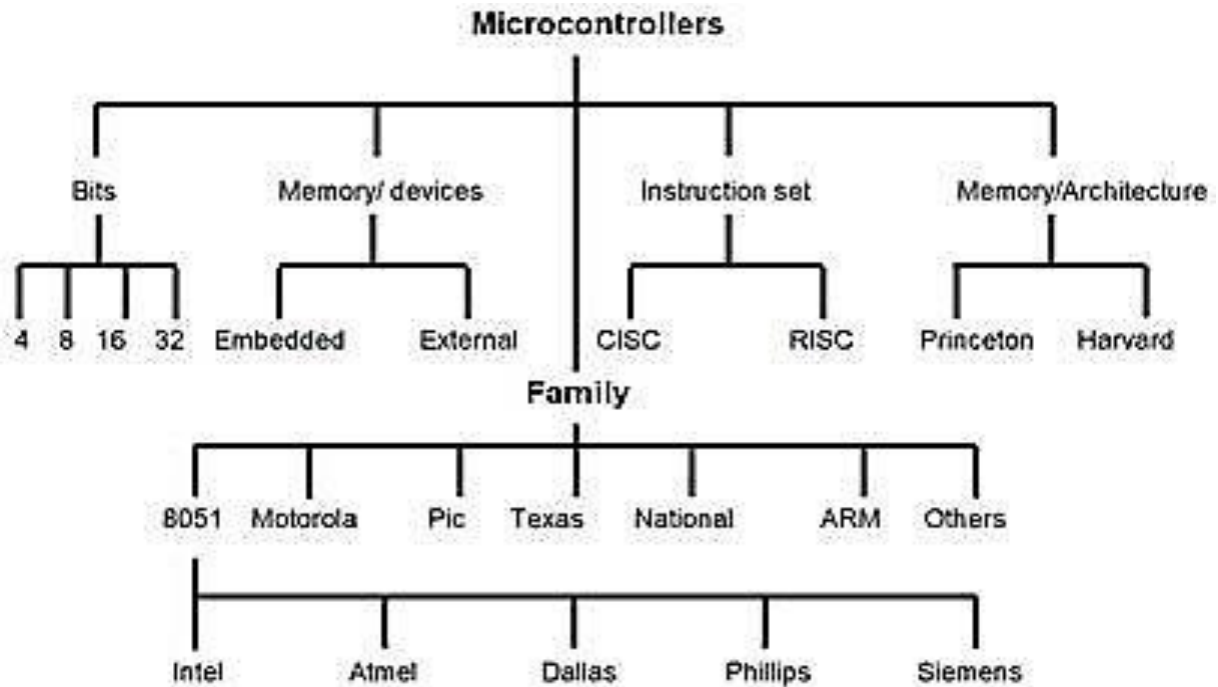 Microcontrollers
Bits Memory/ devices Instruction set Memory/Architecture
4 8 16 32 Embedded External CISC RISC Princeton Harvard
Family
8051 Motorola Pic Texas National ARM Others
Intel Atmel Dallas Phillips Siemens